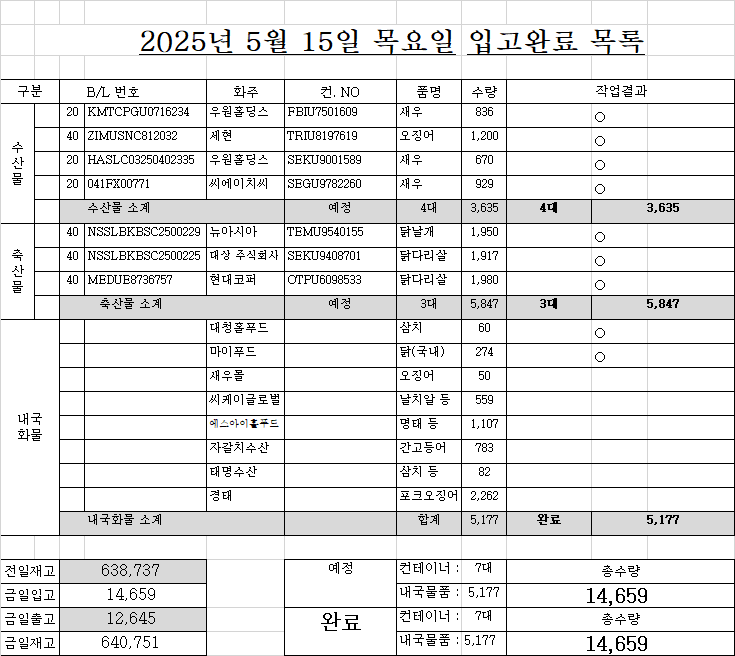 2025년 5월 15일 목요일 입고완료 목록
구분 B/L 번호 화주 컨. NO 품명 수량 작업결과
수산물
20 KMTCPGU0716234 우원홀딩스 FBIU7501609 새우 836 ○
40 ZIMUSNC812032 세현 TRIU8197619 오징어 1,200 ○
20 HASLC03250402335 우원홀딩스 SEKU9001589 새우 670 ○
20 041FX00771 씨에이치씨 SEGU9782260 새우 929 ○
수산물 소계 예정 4대 3,635 4대 3,635
축산물
40 NSSLBKBSC2500229 뉴아시아 TEMU9540155 닭날개 1,950 ○
40 NSSLBKBSC2500225 대상 주식회사 SEKU9408701 닭다리살 1,917 ○
40 MEDUE8736757 현대코퍼 OTPU6098533 닭다리살 1,980 ○
축산물 소계 예정 3대 5,847 3대 5,847
내국화물
대청홀푸드 삼치 60 ○
마이푸드 닭(국내) 274 ○
새우몰 오징어 50
씨케이글로벌 날치알 등 559
에스아이홀푸드 명태 등 1,107
자갈치수산 간고등어 783
태명수산 삼치 등 82
경태 포크오징어 2,262
내국화물 소계 합계 5,177 완료 5,177
전일재고 638,737 예정 컨테이너 : 7대 총수량
금일입고 14,659 내국물품 : 5,177 14,659
금일출고 12,645 완료 컨테이너 : 7대 총수량
금일재고 640,751 내국물품 : 5,177 14,659